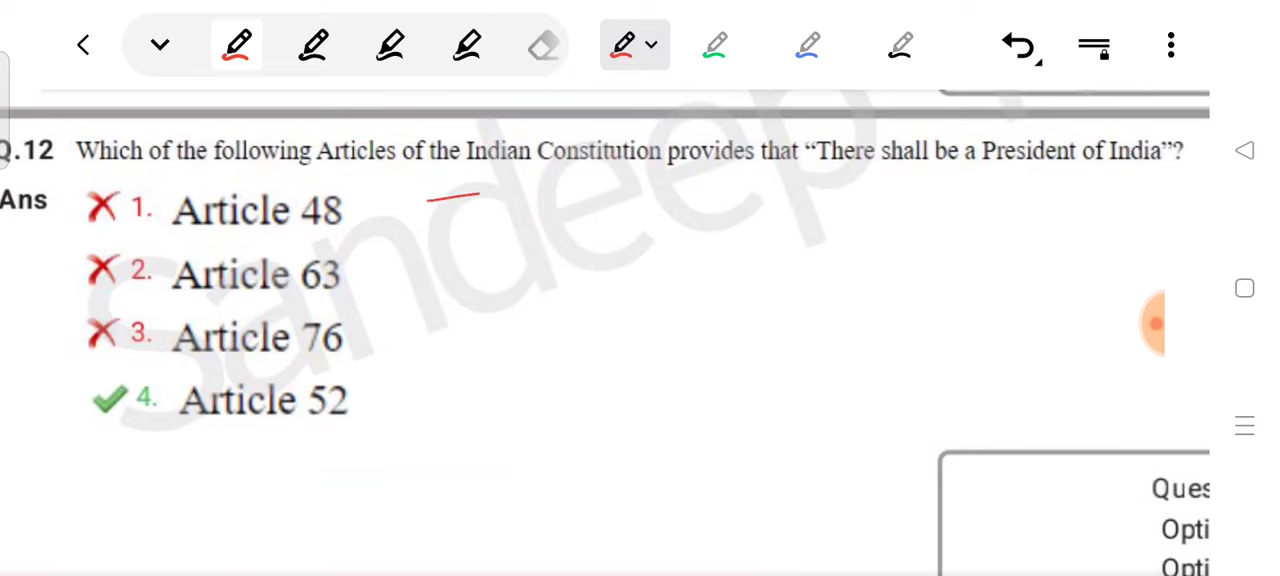 Q.12 Which of the following Articles of the Indian Constitution provides that “There shall be a President of India”?
Ans
1. Article 48
2. Article 63
3. Article 76
4. Article 52
Sandeep
Ques
Opti
Opti